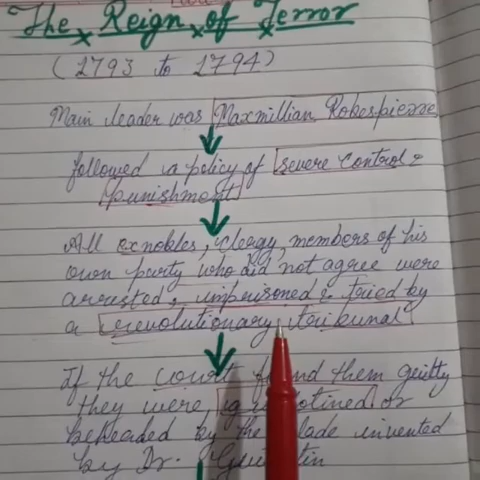 The Reign of Terror
(1793 to 1794)
Main leader was Maxmillian Robespierre
followed a policy of severe control &
punishment
All exnobles, clergy, members of his
own party who did not agree were
arrested, imprisoned & tried by
a revolutionary tribunal
If the court found them guilty
they were, guillotined or
beheaded by the blade invented
by Dr. Guillotin